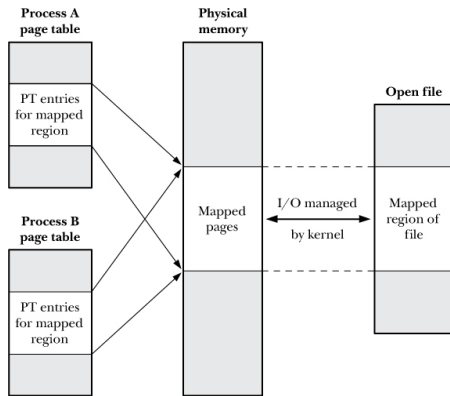 Process A
page table
PT entries
for mapped
region
Process B
page table
PT entries
for mapped
region
Physical
memory
Mapped
pages
I/O managed
by kernel
Open file
Mapped
region of
file